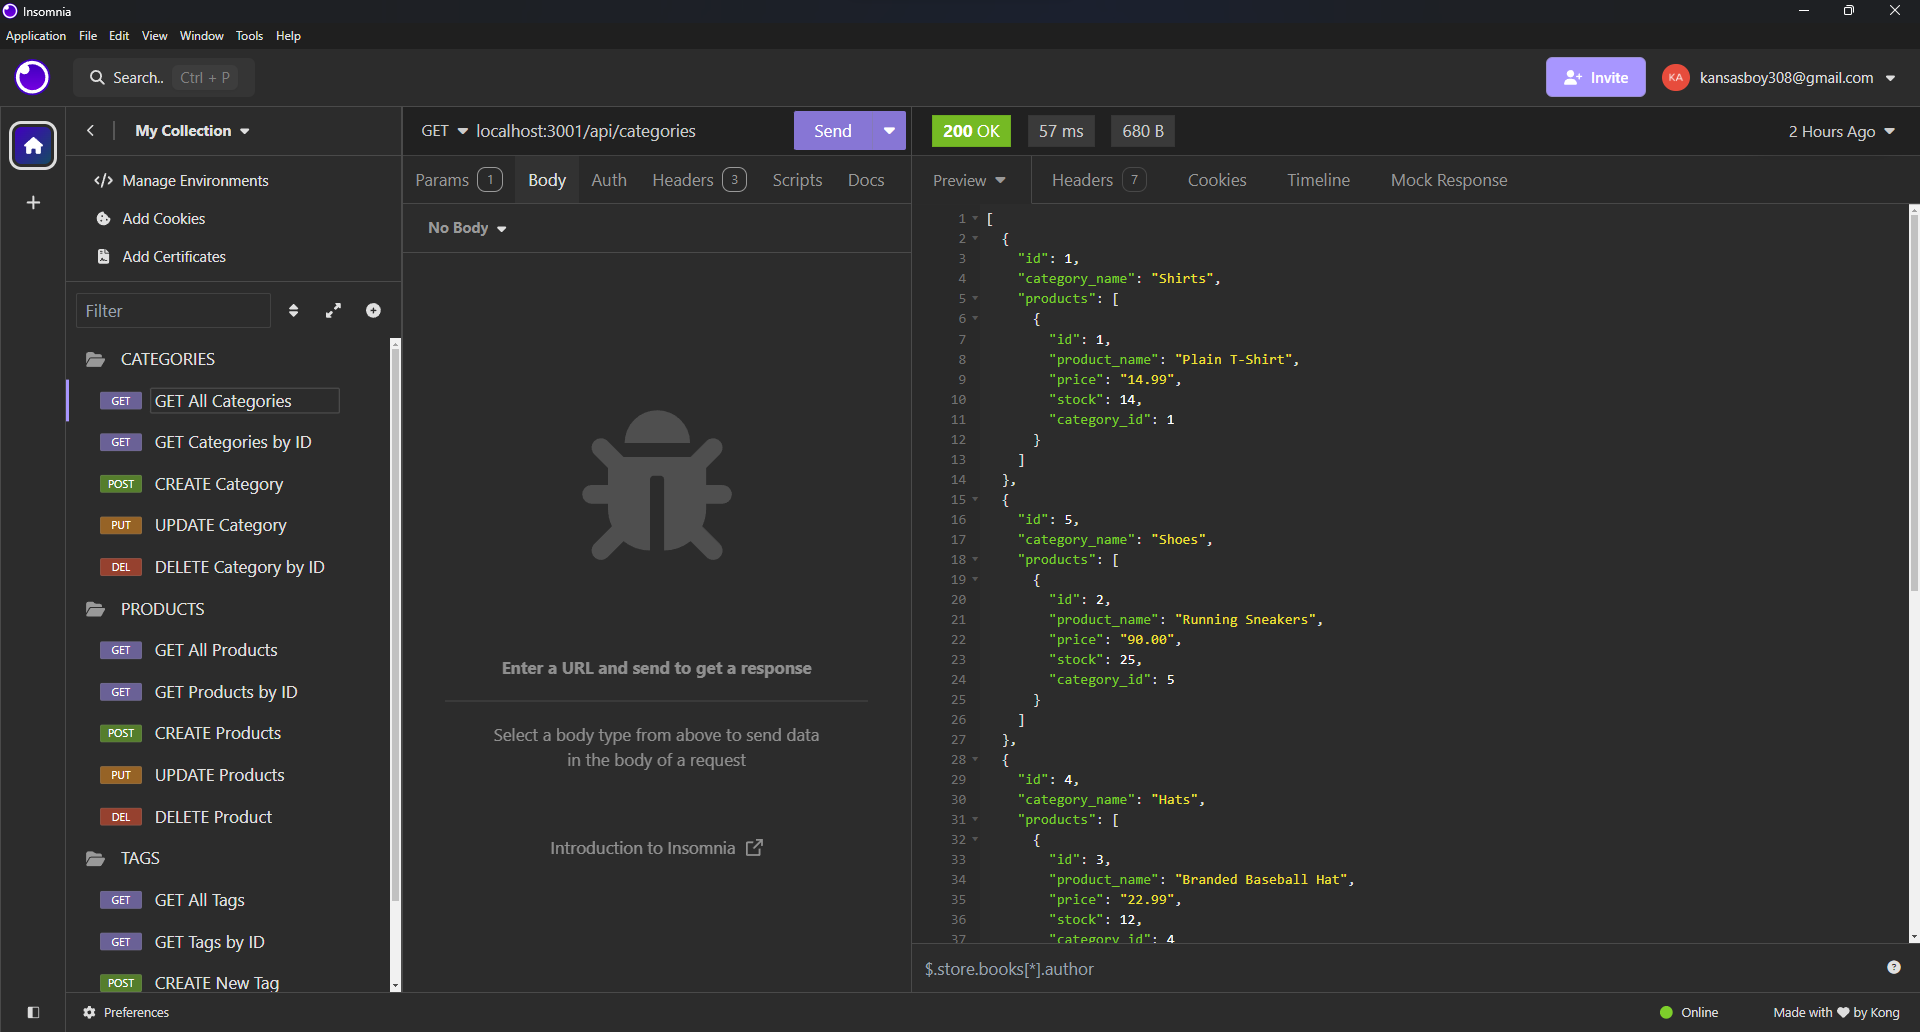 Insomnia
Application File Edit View Window Tools Help
Search.. Ctrl + P
Invite
KA kansasboy308@gmail.com
My Collection
Manage Environments
Add Cookies
Add Certificates
Filter
CATEGORIES
GET GET All Categories
GET GET Categories by ID
POST CREATE Category
PUT UPDATE Category
DEL DELETE Category by ID
PRODUCTS
GET GET All Products
GET GET Products by ID
POST CREATE Products
PUT UPDATE Products
DEL DELETE Product
TAGS
GET GET All Tags
GET GET Tags by ID
POST CREATE New Tag
GET localhost:3001/api/categories Send
Params 1 Body Auth Headers 3 Scripts Docs
No Body
Enter a URL and send to get a response
Select a body type from above to send data
in the body of a request
Introduction to Insomnia
200 OK 57 ms 680 B 2 Hours Ago
Preview Headers 7 Cookies Timeline Mock Response
1 [
2 {
3 "id": 1,
4 "category_name": "Shirts",
5 "products": [
6 {
7 "id": 1,
8 "product_name": "Plain T-Shirt",
9 "price": "14.99",
10 "stock": 14,
11 "category_id": 1
12 }
13 ]
14 },
15 {
16 "id": 5,
17 "category_name": "Shoes",
18 "products": [
19 {
20 "id": 2,
21 "product_name": "Running Sneakers",
22 "price": "90.00",
23 "stock": 25,
24 "category_id": 5
25 }
26 ]
27 },
28 {
29 "id": 4,
30 "category_name": "Hats",
31 "products": [
32 {
33 "id": 3,
34 "product_name": "Branded Baseball Hat",
35 "price": "22.99",
36 "stock": 12,
37 "category_id": 4
$.store.books[*].author
Preferences
Online
Made with ♥ by Kong